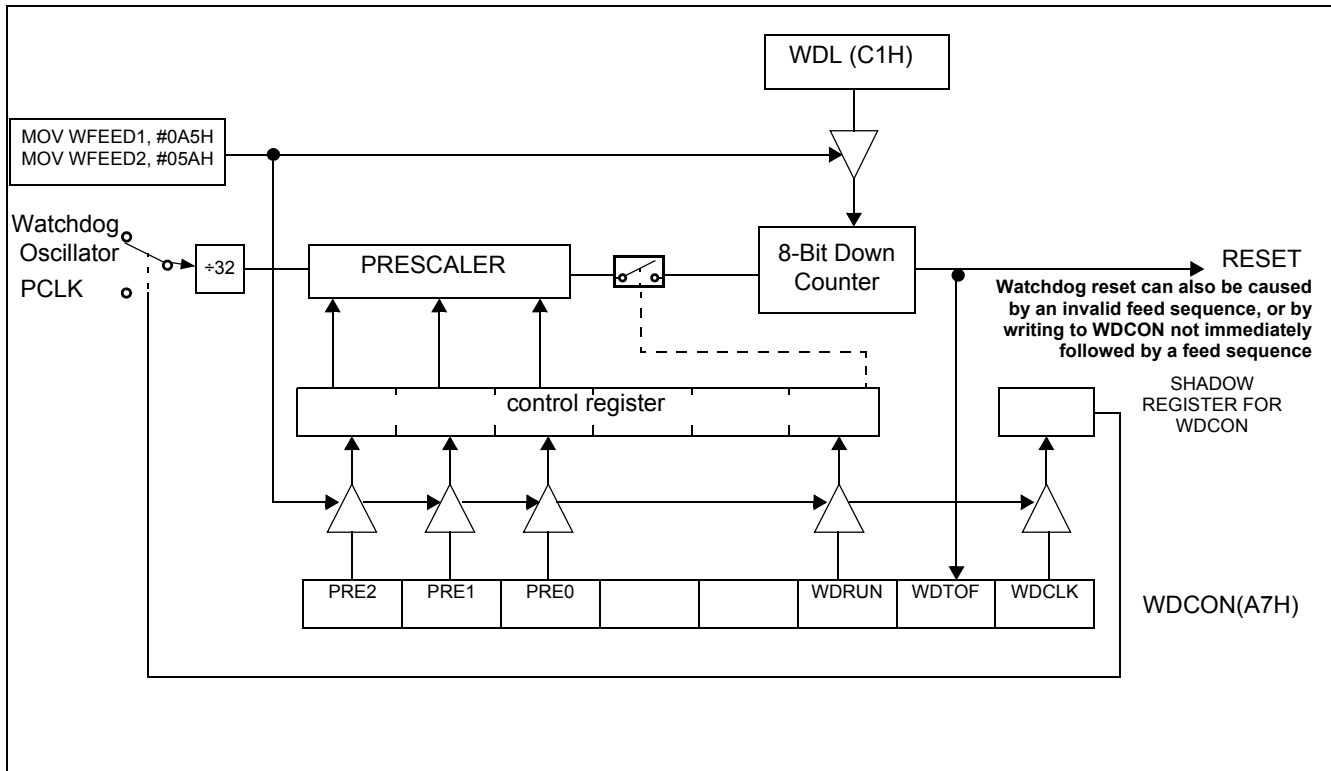 WDL (C1H)
MOV WFEED1, #0A5H
MOV WFEED2, #05AH
Watchdog
Oscillator
PCLK
÷32
PRESCALER
8-Bit Down
Counter
RESET
Watchdog reset can also be caused
by an invalid feed sequence, or by
writing to WDCON not immediately
followed by a feed sequence
control register
SHADOW
REGISTER FOR
WDCON
PRE2 PRE1 PRE0 WDRUN WDTOF WDCLK
WDCON(A7H)